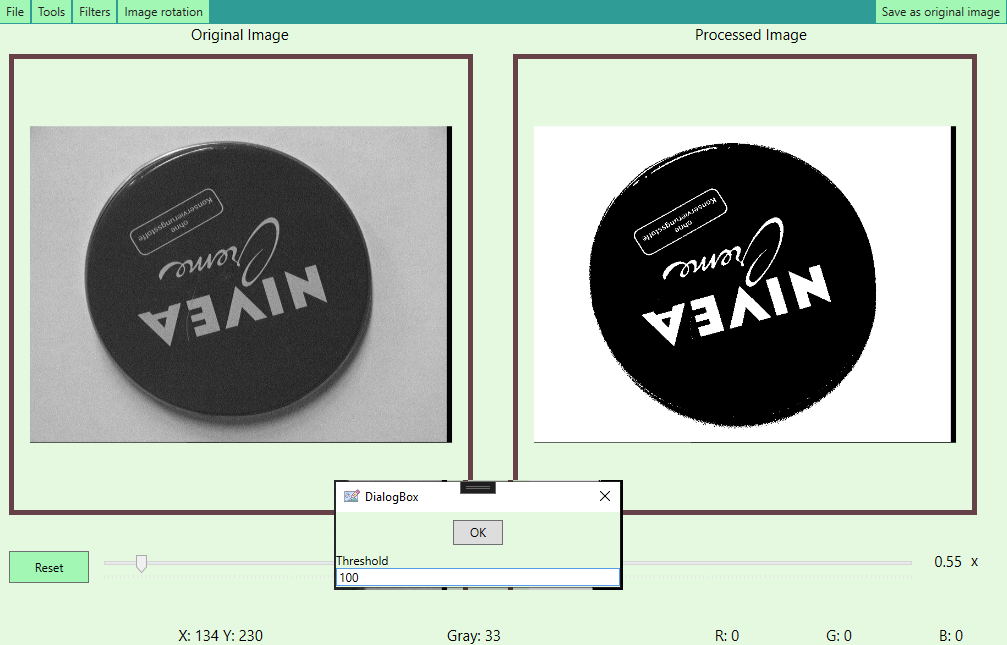 File Tools Filters Image rotation Save as original image
Original Image Processed Image
Konservierungsstoffe
ohne
Creme
NIVEA
Konservierungsstoffe
ohne
Creme
NIVEA
DialogBox
OK
Threshold
100
Reset
0.55 x
X: 134 Y: 230 Gray: 33 R: 0 G: 0 B: 0